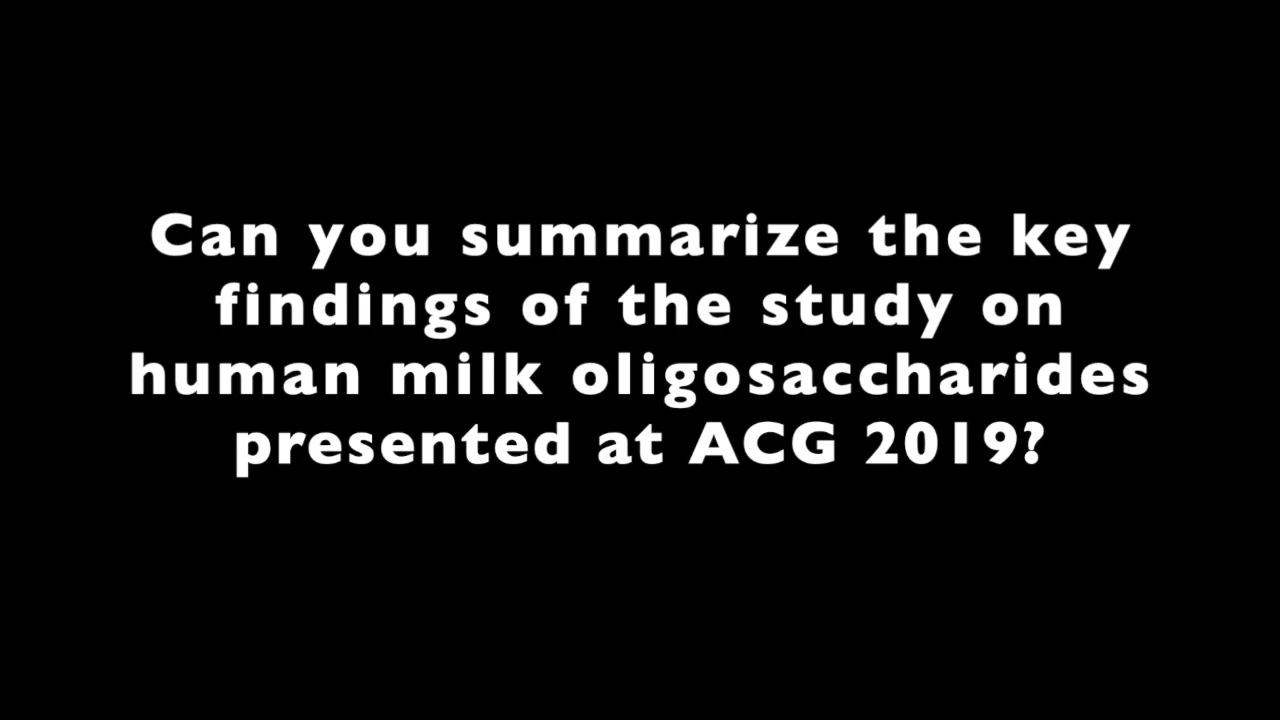 Can you summarize the key
findings of the study on
human milk oligosaccharides
presented at ACG 2019?